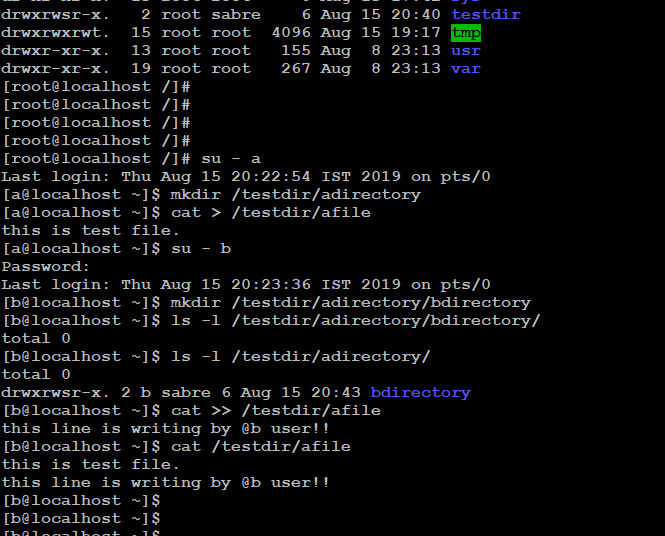 drwxrwsr-x.   2 root sabre    6 Aug 15 20:40 testdir
drwxrwxrwt.  15 root root  4096 Aug 15 19:17 tmp
drwxr-xr-x.  13 root root   155 Aug  8 23:13 usr
drwxr-xr-x.  19 root root   267 Aug  8 23:13 var
[root@localhost /]#
[root@localhost /]#
[root@localhost /]#
[root@localhost /]#
[root@localhost /]# su - a
Last login: Thu Aug 15 20:22:54 IST 2019 on pts/0
[a@localhost ~]$ mkdir /testdir/adirectory
[a@localhost ~]$ cat > /testdir/afile
this is test file.
[a@localhost ~]$ su - b
Password:
Last login: Thu Aug 15 20:23:36 IST 2019 on pts/0
[b@localhost ~]$ mkdir /testdir/adirectory/bdirectory
[b@localhost ~]$ ls -l /testdir/adirectory/bdirectory/
total 0
[b@localhost ~]$ ls -l /testdir/adirectory/
total 0
drwxrwsr-x. 2 b sabre 6 Aug 15 20:43 bdirectory
[b@localhost ~]$ cat >> /testdir/afile
this line is writing by @b user!!
[b@localhost ~]$ cat /testdir/afile
this is test file.
this line is writing by @b user!!
[b@localhost ~]$
[b@localhost ~]$
[b@localhost ~]$